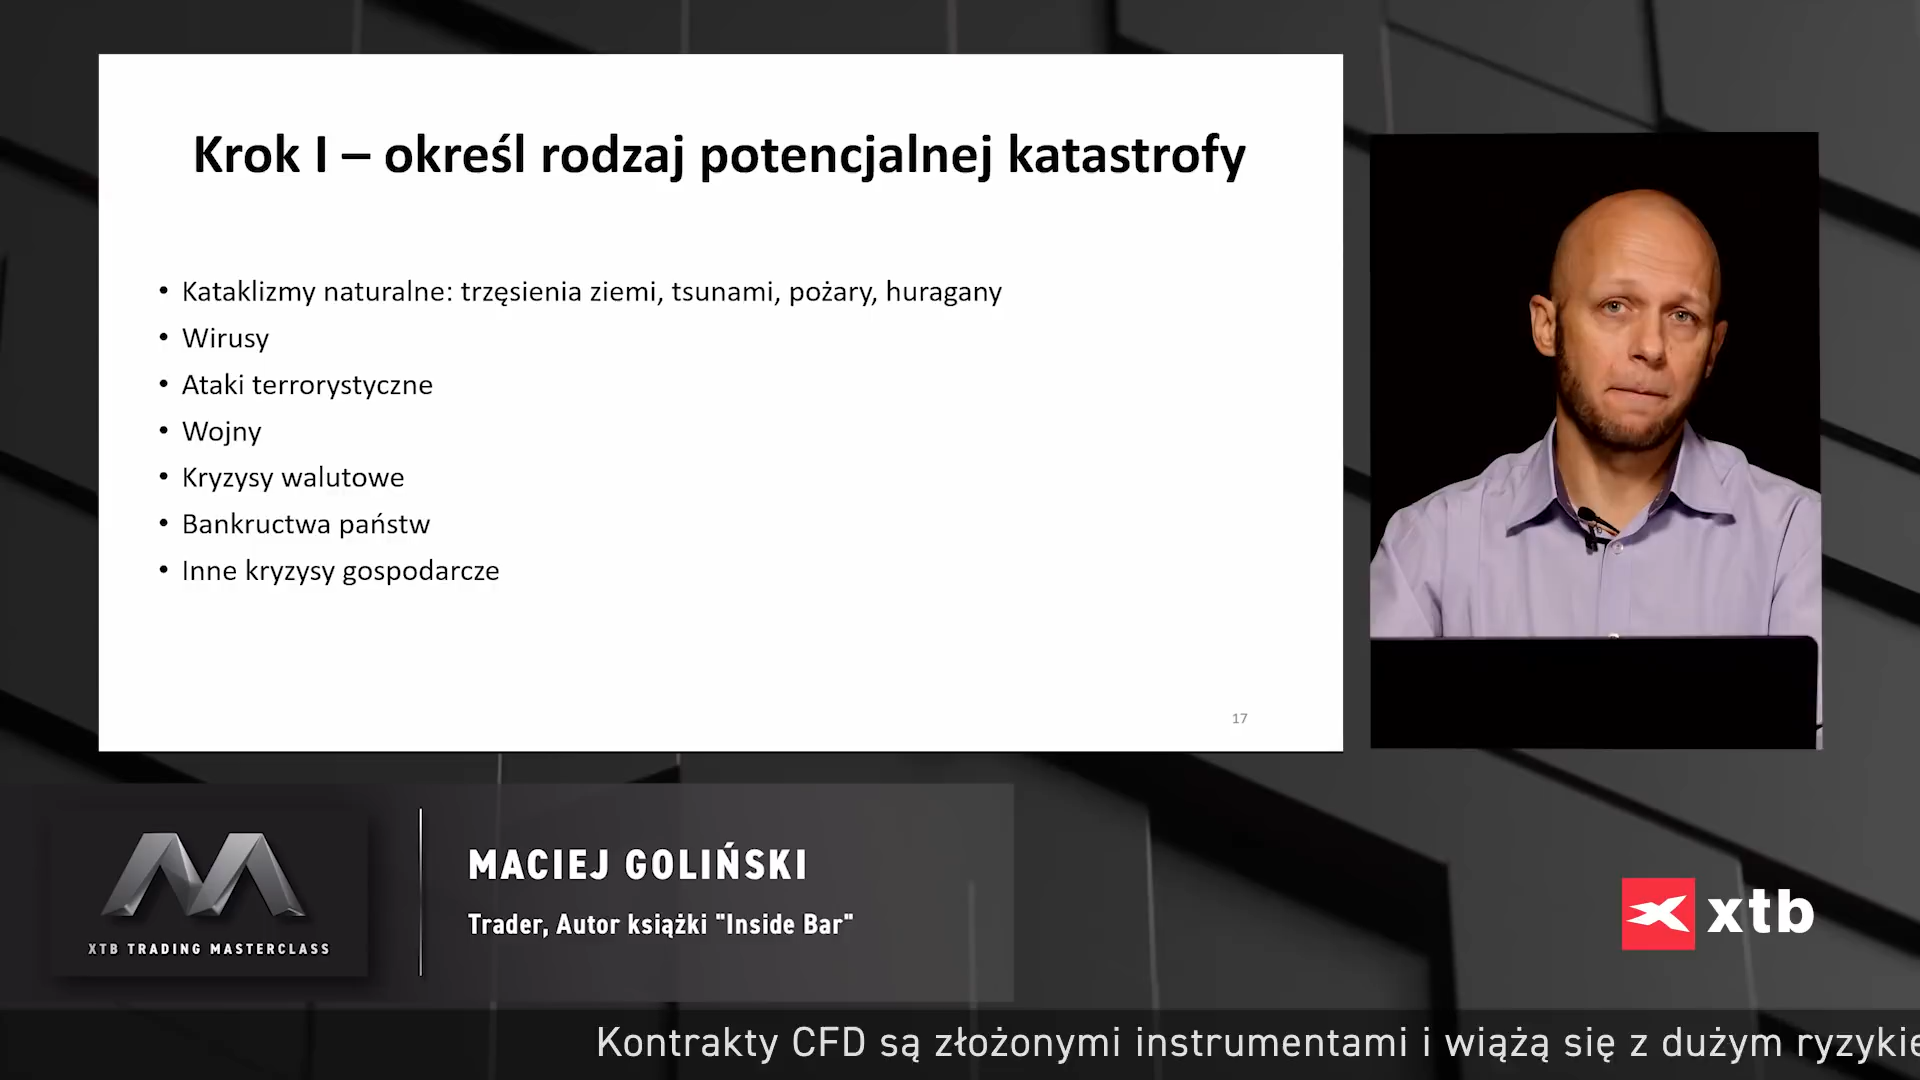 Krok I – określ rodzaj potencjalnej katastrofy
• Kataklizmy naturalne: trzęsienia ziemi, tsunami, pożary, huragany
• Wirusy
• Ataki terrorystyczne
• Wojny
• Kryzysy walutowe
• Bankructwa państw
• Inne kryzysy gospodarcze
17
XTB TRADING MASTERCLASS
MACIEJ GOLIŃSKI
Trader, Autor książki "Inside Bar"
xtb
Kontrakty CFD są złożonymi instrumentami i wiążą się z dużym ryzykie